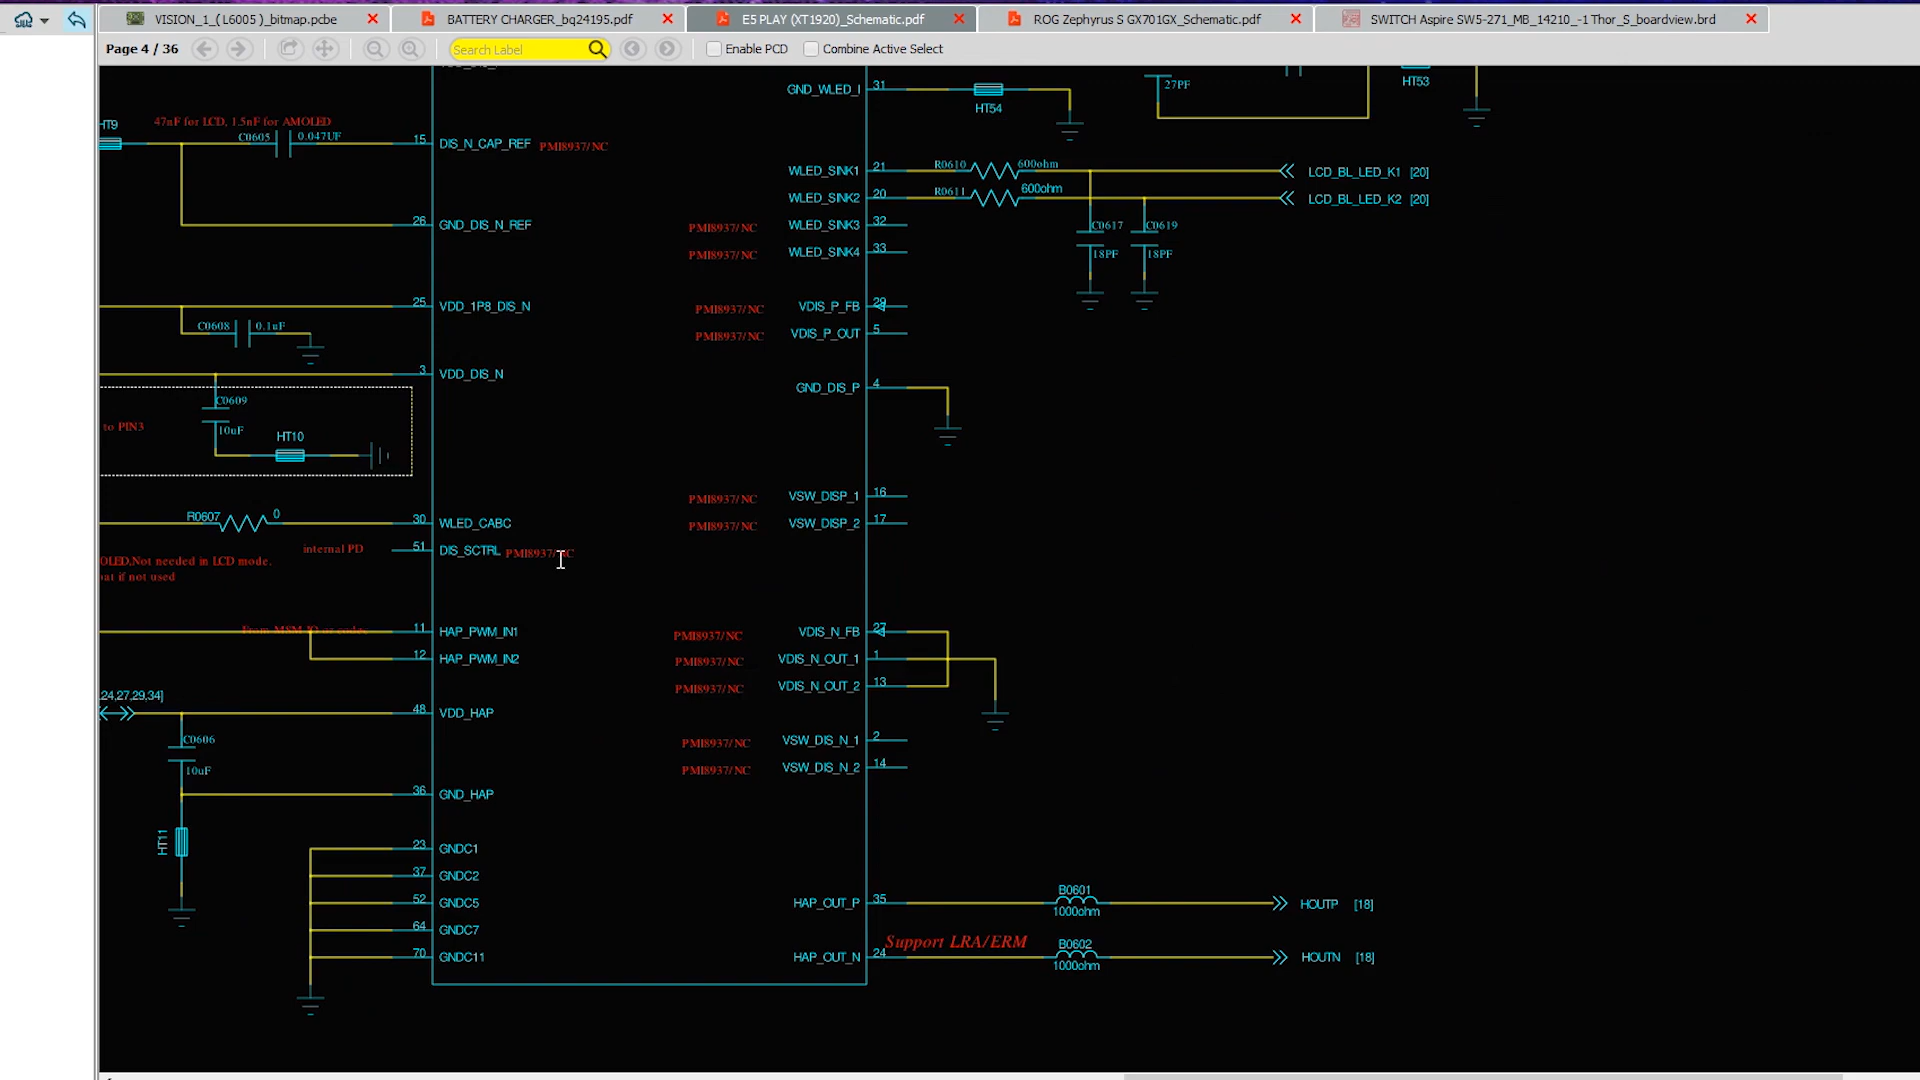 VISION_1_( L6005 )_bitmap.pcbe
BATTERY CHARGER_bq24195.pdf
E5 PLAY (XT1920)_Schematic.pdf
ROG Zephyrus S GX701GX_Schematic.pdf
SWITCH Aspire SW5-271_MB_14210_-1 Thor_S_boardview.brd
Page 4 / 36
Search Label
Enable PCD
Combine Active Select
GND_WLED_I 31
HT54
27PF
HT53
HT9
47nF for LCD, 1.5nF for AMOLED
C0605 0.047UF
15 DIS_N_CAP_REF PMI8937/NC
WLED_SINK1 21 R0610 600ohm LCD_BL_LED_K1 [20]
WLED_SINK2 20 R0611 600ohm LCD_BL_LED_K2 [20]
26 GND_DIS_N_REF
PMI8937/NC WLED_SINK3 32
C0617 C0619
PMI8937/NC WLED_SINK4 33
18PF 18PF
25 VDD_1P8_DIS_N
PMI8937/NC VDIS_P_FB 29
C0608 0.1uF
PMI8937/NC VDIS_P_OUT 5
3 VDD_DIS_N
GND_DIS_P 4
C0609
to PIN3
10uF
HT10
PMI8937/NC VSW_DISP_1 16
R0607 0
30 WLED_CABC
PMI8937/NC VSW_DISP_2 17
internal PD 51 DIS_SCTRL PMI8937/NC
OLED,Not needed in LCD mode.
at if not used
11 HAP_PWM_IN1
PMI8937/NC VDIS_N_FB 27
12 HAP_PWM_IN2
PMI8937/NC VDIS_N_OUT_1 1
PMI8937/NC VDIS_N_OUT_2 13
24,27,29,34]
48 VDD_HAP
C0606
10uF
PMI8937/NC VSW_DIS_N_1 2
PMI8937/NC VSW_DIS_N_2 14
36 GND_HAP
HT11
23 GNDC1
37 GNDC2
52 GNDC5
64 GNDC7
70 GNDC11
HAP_OUT_P 35 B0601 1000ohm HOUTP [18]
Support LRA/ERM
HAP_OUT_N 24 B0602 1000ohm HOUTN [18]